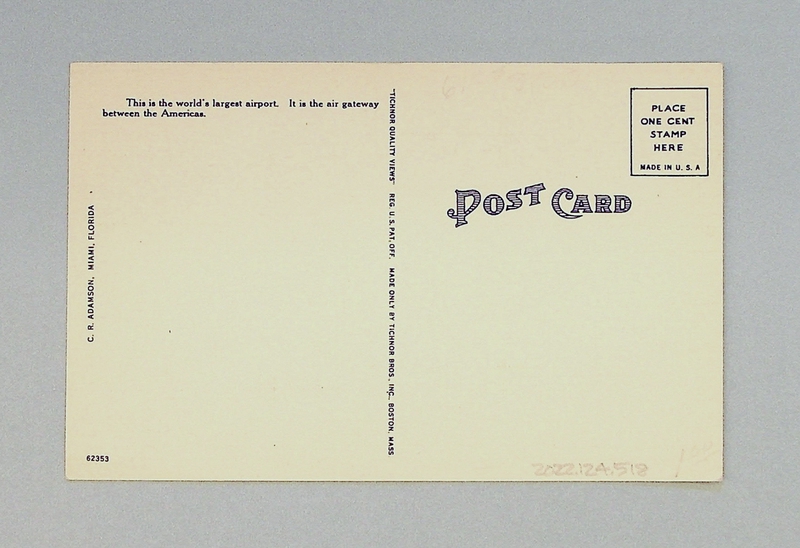 This is the world's largest airport. It is the air gateway
between the Americas.
C. R. ADAMSON, MIAMI, FLORIDA
62353
"TICHNOR QUALITY VIEWS" REG. U. S. PAT. OFF. MADE ONLY BY TICHNOR BROS., INC., BOSTON, MASS
POST CARD
PLACE
ONE CENT
STAMP
HERE
MADE IN U. S. A
2022.124.518